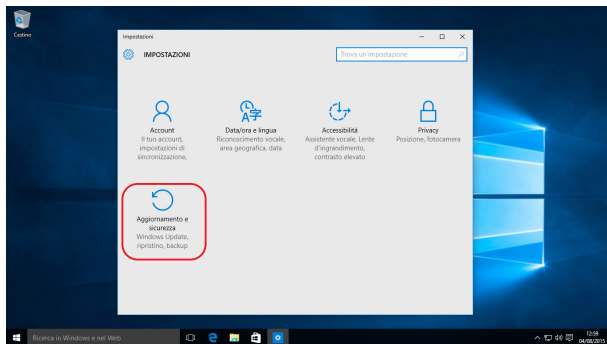 Cestino
Impostazioni
IMPOSTAZIONI
Trova un'impostazione
Account
Il tuo account,
impostazioni di
sincronizzazione,
Data/ora e lingua
Riconoscimento vocale,
area geografica, data
Accessibilità
Assistente vocale, Lente
d'ingrandimento,
contrasto elevato
Privacy
Posizione, fotocamera
Aggiornamento e
sicurezza
Windows Update,
ripristino, backup
Ricerca in Windows e nel Web
12:59
04/08/2015